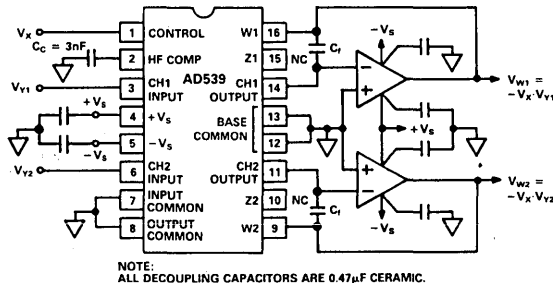 Vx
CC = 3nF
VY1
+VS
−VS
VY2
AD539
1 CONTROL
2 HF COMP
3 CH1 INPUT
4 +VS
5 −VS
6 CH2 INPUT
7 INPUT COMMON
8 OUTPUT COMMON
W1 16
Z1 15 NC
CH1 OUTPUT 14
BASE COMMON 13
12
CH2 OUTPUT 11
Z2 10 NC
W2 9
Cf
Cf
−VS
+VS
−VS
VW1 =
−VX·VY1
VW2 =
−VX·VY2
NOTE:
ALL DECOUPLING CAPACITORS ARE 0.47μF CERAMIC.